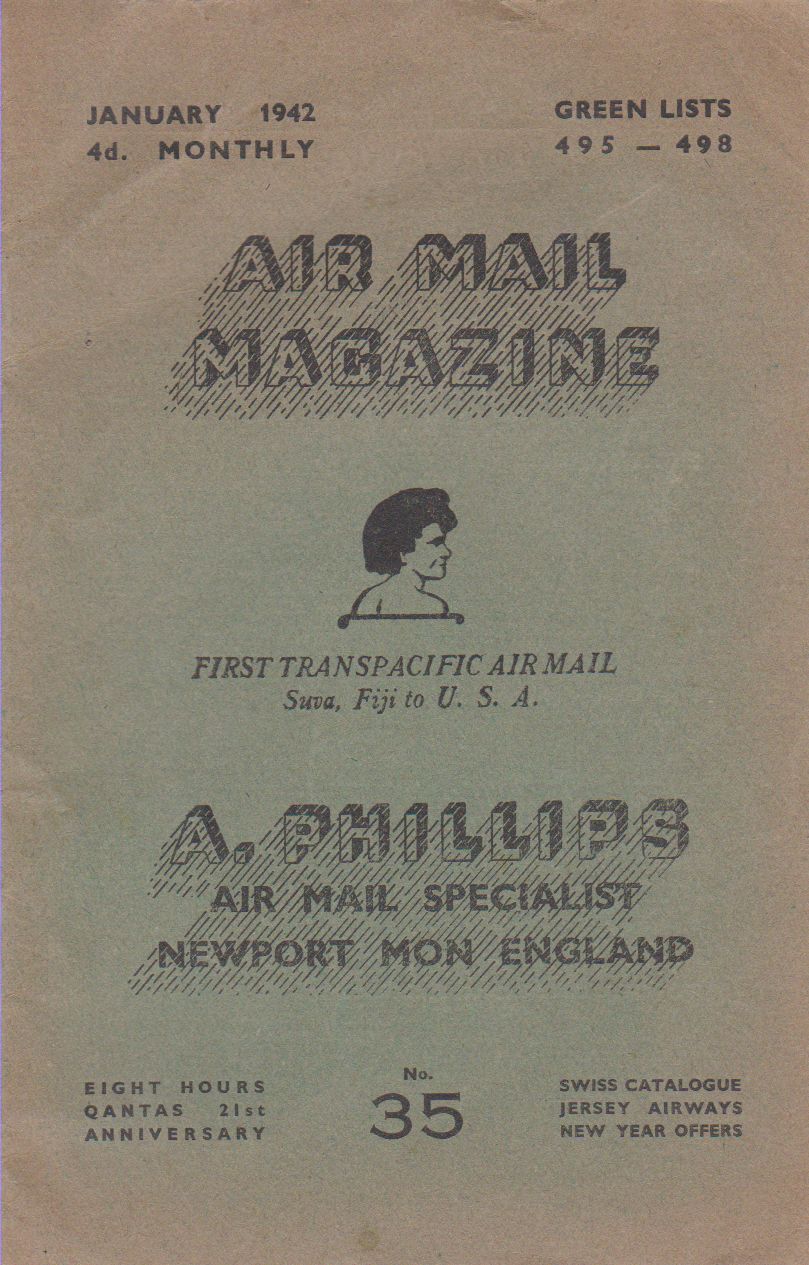 JANUARY 1942
4d. MONTHLY
GREEN LISTS
495 — 498
AIR MAIL
MAGAZINE
FIRST TRANSPACIFIC AIR MAIL
Suva, Fiji to U. S. A.
A. PHILLIPS
AIR MAIL SPECIALIST
NEWPORT MON ENGLAND
EIGHT HOURS
QANTAS 21st
ANNIVERSARY
No.
35
SWISS CATALOGUE
JERSEY AIRWAYS
NEW YEAR OFFERS